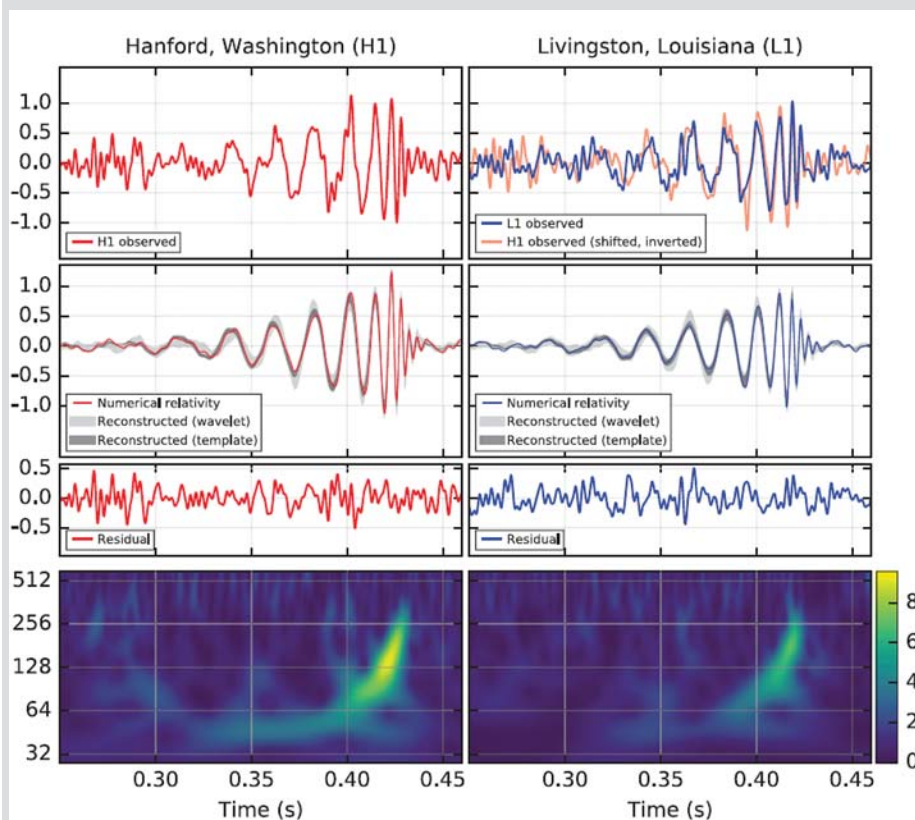 Hanford, Washington (H1)
Livingston, Louisiana (L1)
1.0
0.5
0.0
-0.5
-1.0
H1 observed
L1 observed
H1 observed (shifted, inverted)
1.0
0.5
0.0
-0.5
-1.0
Numerical relativity
Reconstructed (wavelet)
Reconstructed (template)
Numerical relativity
Reconstructed (wavelet)
Reconstructed (template)
0.5
0.0
-0.5
Residual
Residual
512
256
128
64
32
8
6
4
2
0
0.30 0.35 0.40 0.45
0.30 0.35 0.40 0.45
Time (s)
Time (s)